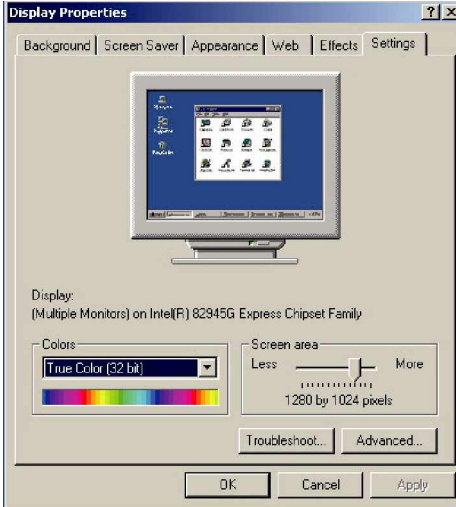 Display Properties
Background Screen Saver Appearance Web Effects Settings
Display:
(Multiple Monitors) on Intel(R) 82945G Express Chipset Family
Colors
Screen area
True Color (32 bit)
Less More
1280 by 1024 pixels
Troubleshoot... Advanced...
OK Cancel Apply